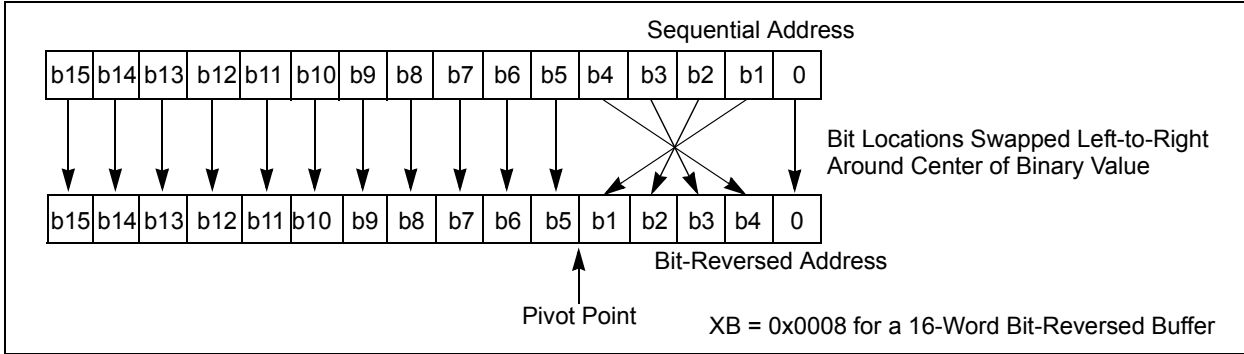 Sequential Address
b15 b14 b13 b12 b11 b10 b9 b8 b7 b6 b5 b4 b3 b2 b1 0
Bit Locations Swapped Left-to-Right
Around Center of Binary Value
b15 b14 b13 b12 b11 b10 b9 b8 b7 b6 b5 b1 b2 b3 b4 0
Bit-Reversed Address
Pivot Point
XB = 0x0008 for a 16-Word Bit-Reversed Buffer